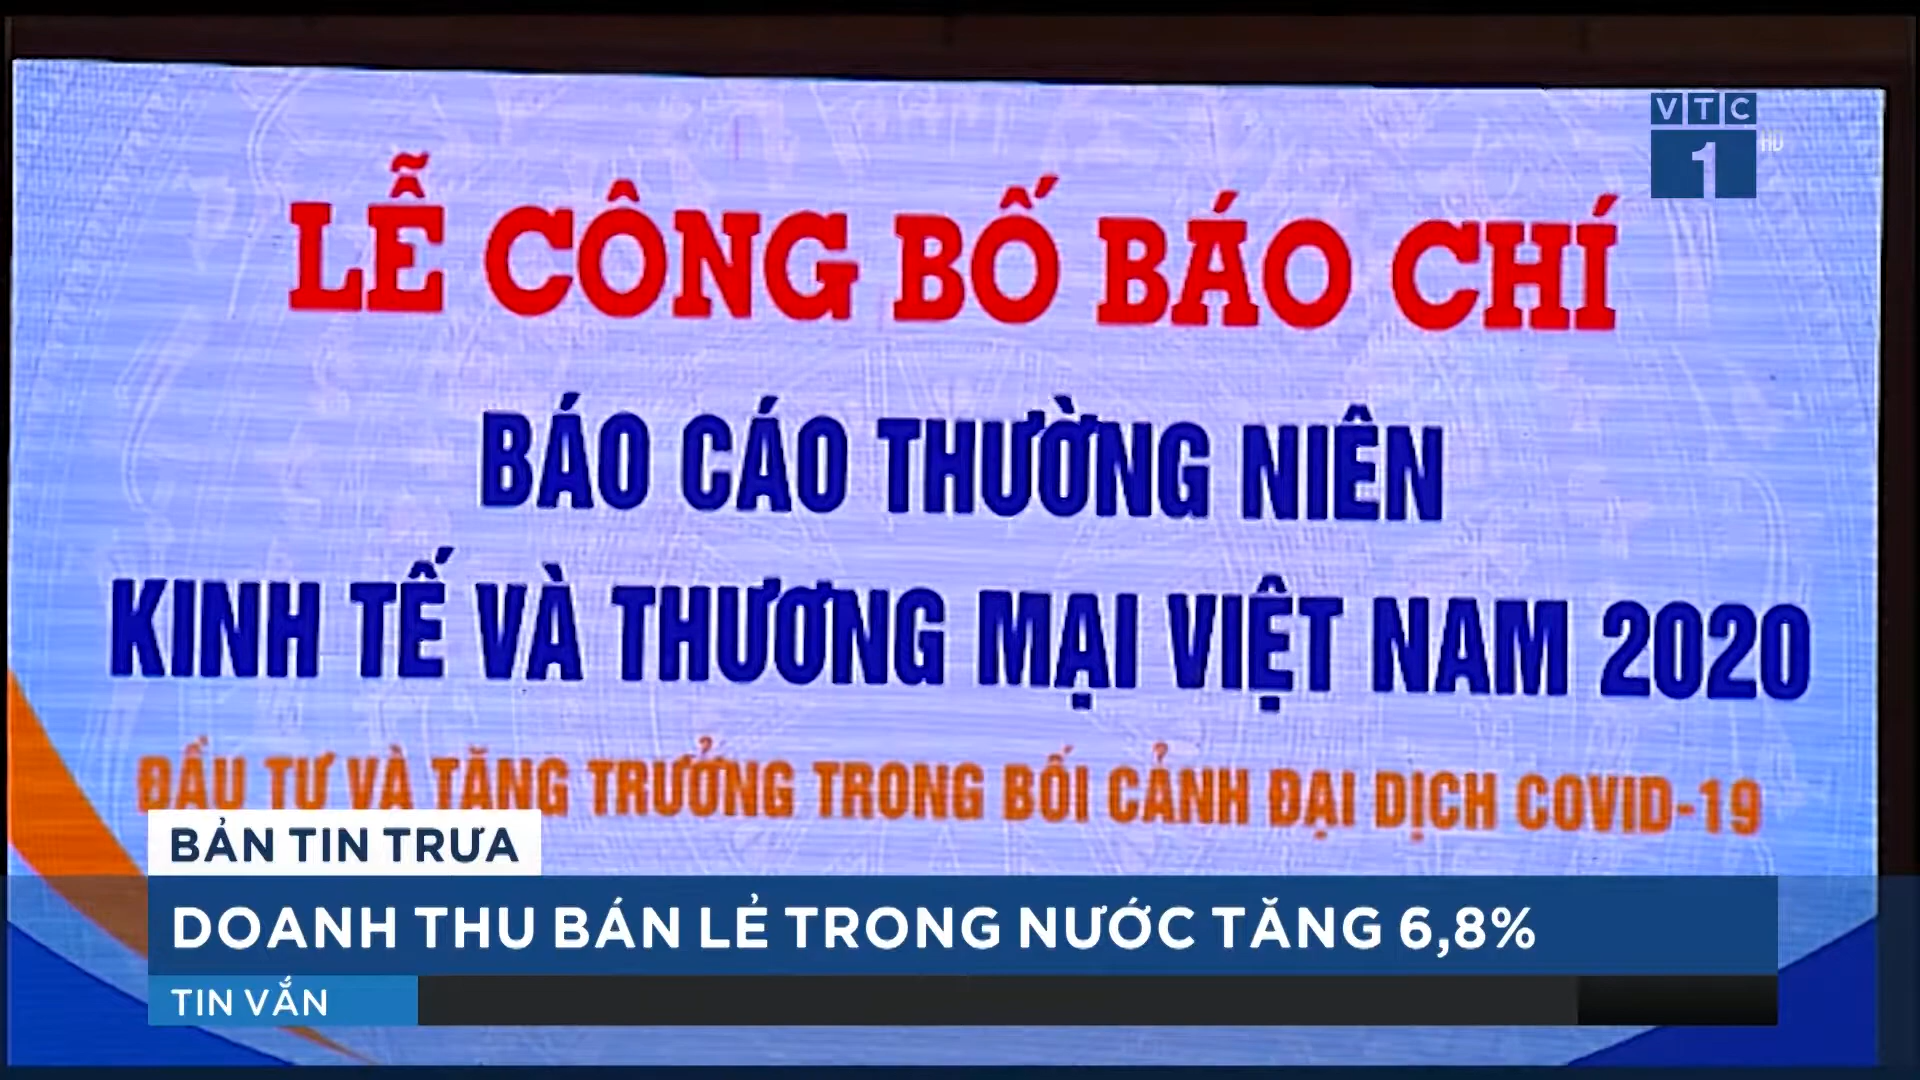 VTC
1
HD
LỄ CÔNG BỐ BÁO CHÍ
BÁO CÁO THƯỜNG NIÊN
KINH TẾ VÀ THƯƠNG MẠI VIỆT NAM 2020
ĐẦU TƯ VÀ TĂNG TRƯỞNG TRONG BỐI CẢNH ĐẠI DỊCH COVID-19
BẢN TIN TRƯA
DOANH THU BÁN LẺ TRONG NƯỚC TĂNG 6,8%
TIN VẮN